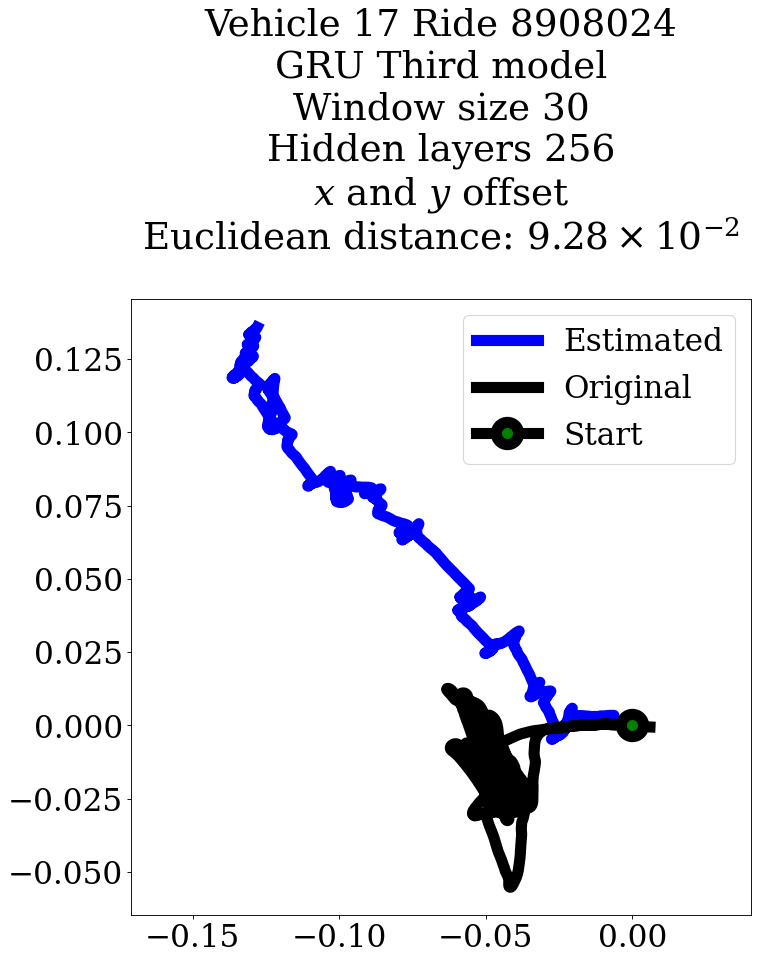 Vehicle 17 Ride 8908024
GRU Third model
Window size 30
Hidden layers 256
x and y offset
Euclidean distance: 9.28 × 10⁻²
Estimated
Original
Start
0.125
0.100
0.075
0.050
0.025
0.000
−0.025
−0.050
−0.15
−0.10
−0.05
0.00